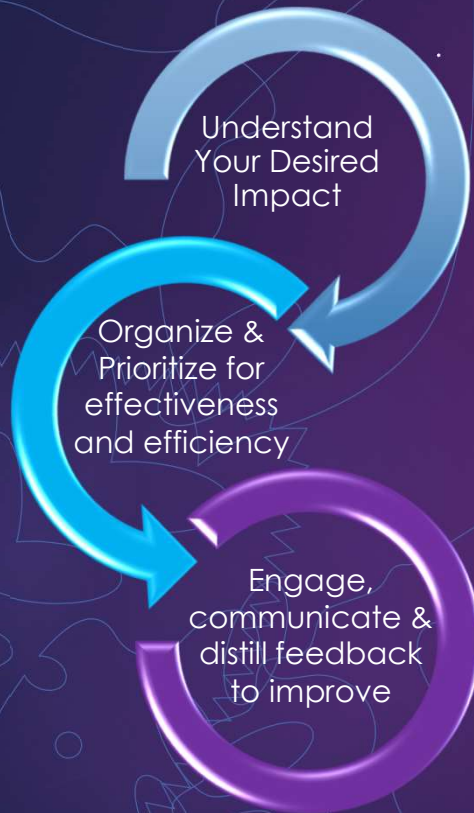 Understand
Your Desired
Impact
Organize &
Prioritize for
effectiveness
and efficiency
Engage,
communicate &
distill feedback
to improve